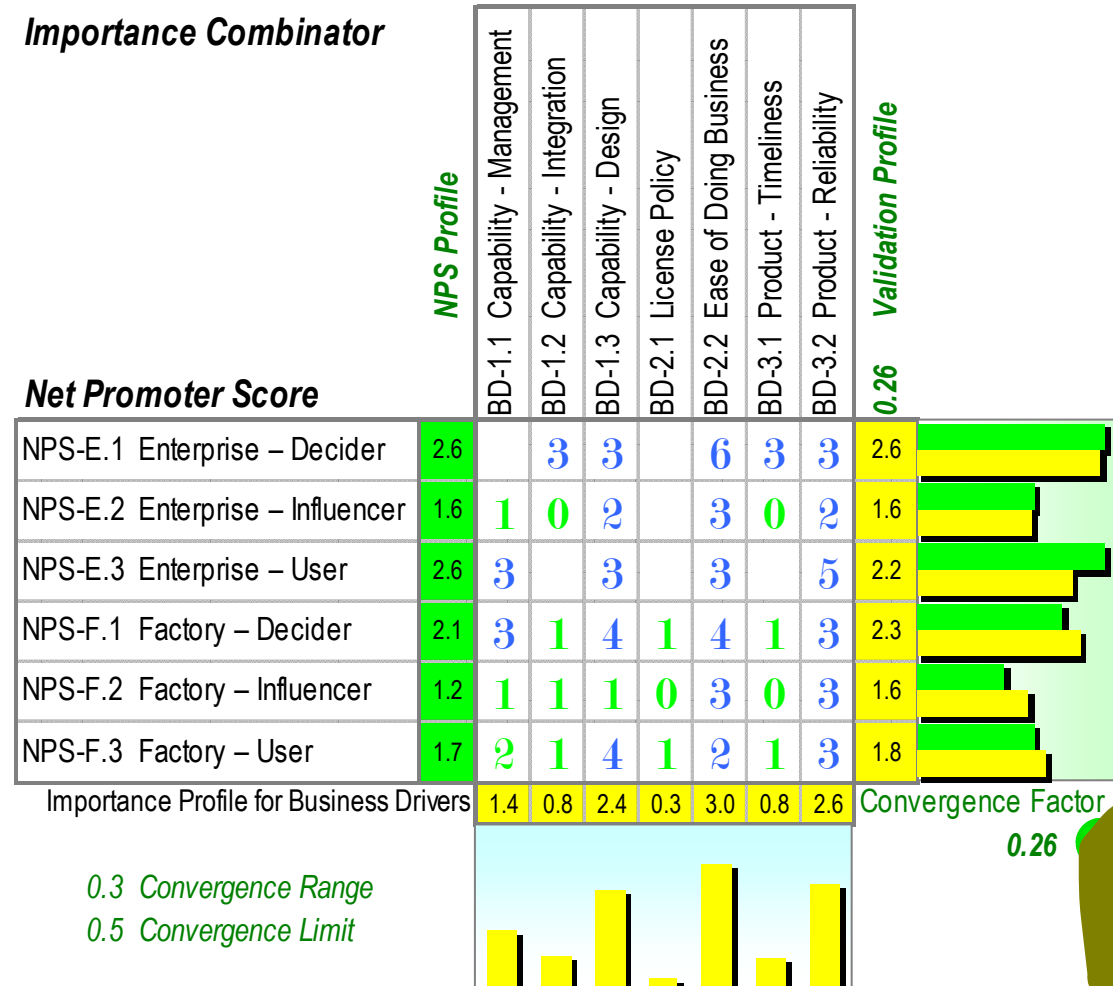 Importance Combinator
NPS Profile
BD-1.1 Capability - Management
BD-1.2 Capability - Integration
BD-1.3 Capability - Design
BD-2.1 License Policy
BD-2.2 Ease of Doing Business
BD-3.1 Product - Timeliness
BD-3.2 Product - Reliability
0.26 Validation Profile
Net Promoter Score
NPS-E.1 Enterprise – Decider 2.6 3 3 6 3 3 2.6
NPS-E.2 Enterprise – Influencer 1.6 1 0 2 3 0 2 1.6
NPS-E.3 Enterprise – User 2.6 3 3 3 5 2.2
NPS-F.1 Factory – Decider 2.1 3 1 4 1 4 1 3 2.3
NPS-F.2 Factory – Influencer 1.2 1 1 1 0 3 0 3 1.6
NPS-F.3 Factory – User 1.7 2 1 4 1 2 1 3 1.8
Importance Profile for Business Drivers 1.4 0.8 2.4 0.3 3.0 0.8 2.6 Convergence Factor
0.26
0.3 Convergence Range
0.5 Convergence Limit